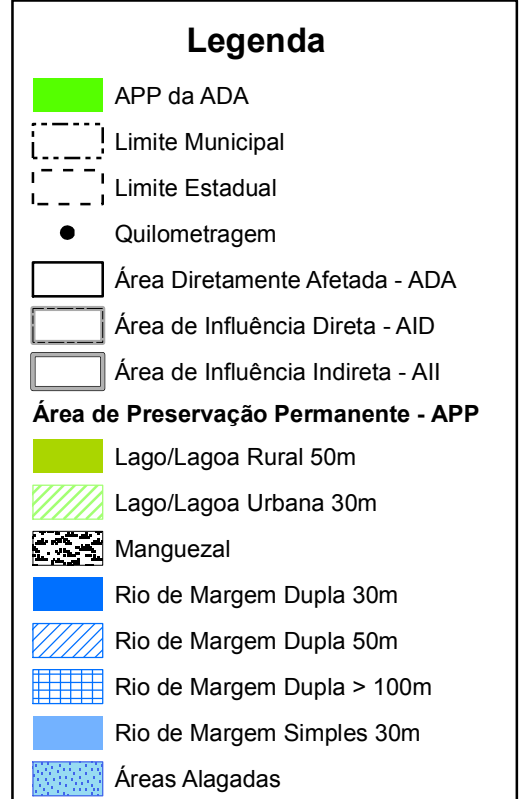 Legenda
APP da ADA
Limite Municipal
Limite Estadual
Quilometragem
Área Diretamente Afetada - ADA
Área de Influência Direta - AID
Área de Influência Indireta - AII
Área de Preservação Permanente - APP
Lago/Lagoa Rural 50m
Lago/Lagoa Urbana 30m
Manguezal
Rio de Margem Dupla 30m
Rio de Margem Dupla 50m
Rio de Margem Dupla > 100m
Rio de Margem Simples 30m
Áreas Alagadas